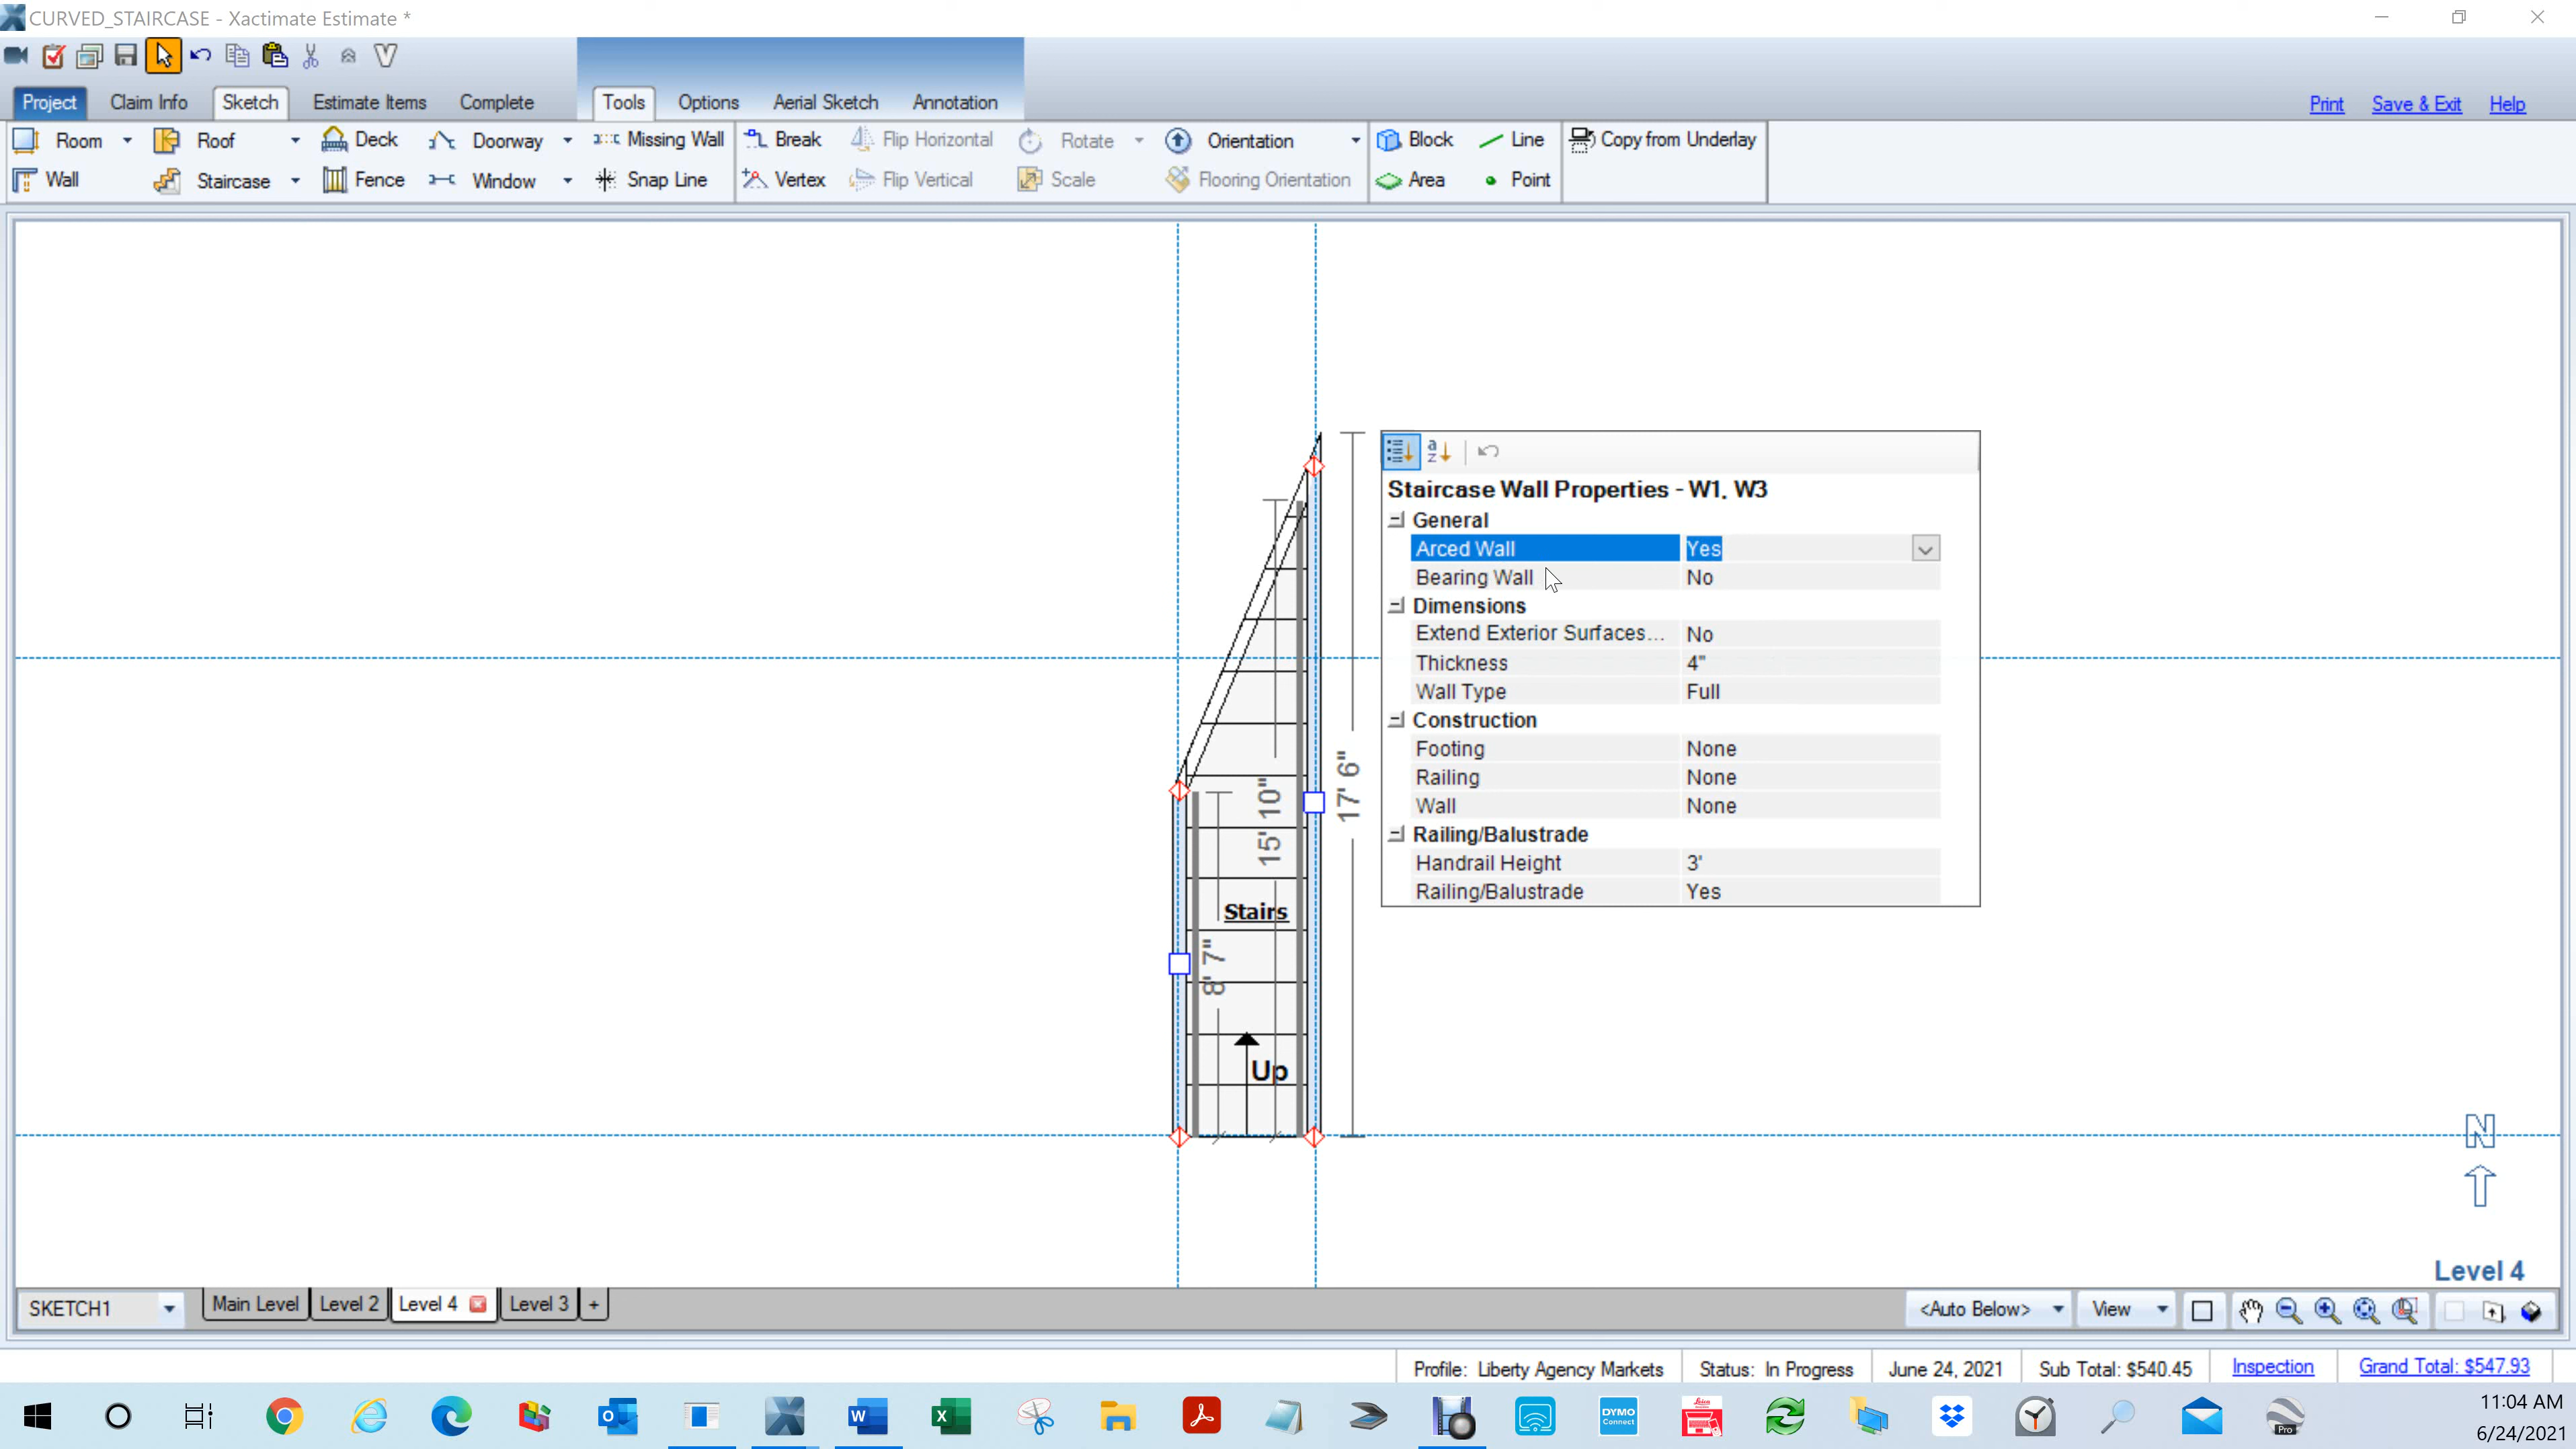 CURVED_STAIRCASE - Xactimate Estimate *
Project Claim Info Sketch Estimate Items Complete Tools Options Aerial Sketch Annotation Print Save & Exit Help
Room Roof Deck Doorway Missing Wall Break Flip Horizontal Rotate Orientation Block Line Copy from Underlay
Wall Staircase Fence Window Snap Line Vertex Flip Vertical Scale Flooring Orientation Area Point
Staircase Wall Properties - W1, W3
General
Arced Wall Yes
Bearing Wall No
Dimensions
Extend Exterior Surfaces... No
Thickness 4"
Wall Type Full
Construction
Footing None
Railing None
Wall None
Railing/Balustrade
Handrail Height 3'
Railing/Balustrade Yes
17' 6"
15' 10"
Stairs
8' 7"
Up
N
Level 4
SKETCH1 Main Level Level 2 Level 4 Level 3 + <Auto Below> View
Profile: Liberty Agency Markets Status: In Progress June 24, 2021 Sub Total: $540.45 Inspection Grand Total: $547.93
DYMO
Connect
Leica
Pro
11:04 AM
6/24/2021